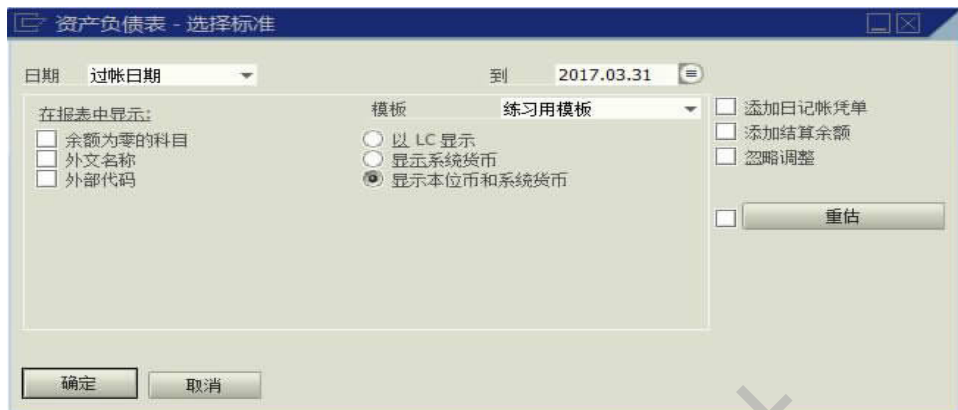 资产负债表 - 选择标准
日期 过帐日期 到 2017.03.31
在报表中显示: 模板 练习用模板 添加日记帐凭单
余额为零的科目 以 LC 显示 添加结算余额
外文名称 显示系统货币 忽略调整
外部代码 显示本位币和系统货币
重估
确定 取消